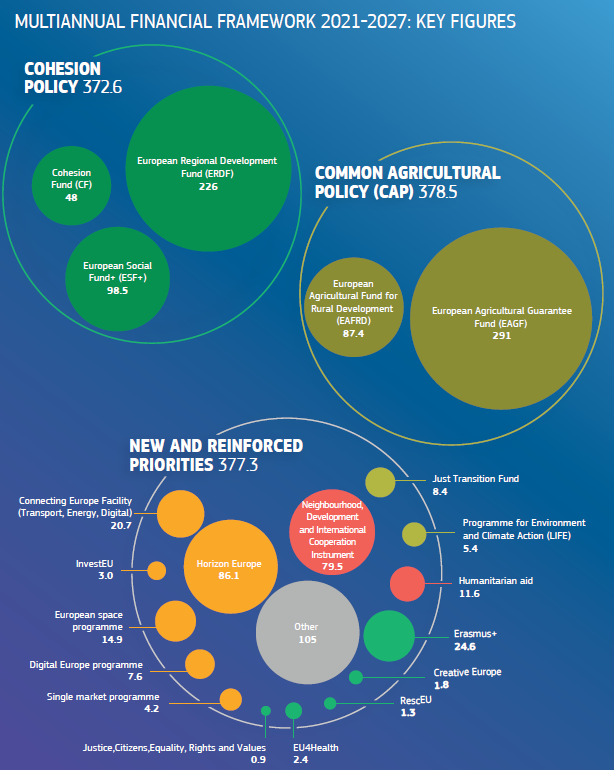 MULTIANNUAL FINANCIAL FRAMEWORK 2021-2027: KEY FIGURES
COHESION
POLICY 372.6
European Regional Development
Fund (ERDF)
226
Cohesion
Fund (CF)
48
European Social
Fund+ (ESF+)
98.5
COMMON AGRICULTURAL
POLICY (CAP) 378.5
European
Agricultural Fund for
Rural Development
(EAFRD)
87.4
European Agricultural Guarantee
Fund (EAGF)
291
NEW AND REINFORCED
PRIORITIES 377.3
Connecting Europe Facility
(Transport, Energy, Digital)
20.7
InvestEU
3.0
European space
programme
14.9
Digital Europe programme
7.6
Single market programme
4.2
Justice,Citizens,Equality, Rights and Values
0.9
EU4Health
2.4
RescEU
1.3
Creative Europe
1.8
Erasmus+
24.6
Humanitarian aid
11.6
Programme for Environment
and Climate Action (LIFE)
5.4
Just Transition Fund
8.4
Neighbourhood,
Development
and International
Cooperation
Instrument
79.5
Horizon Europe
86.1
Other
105